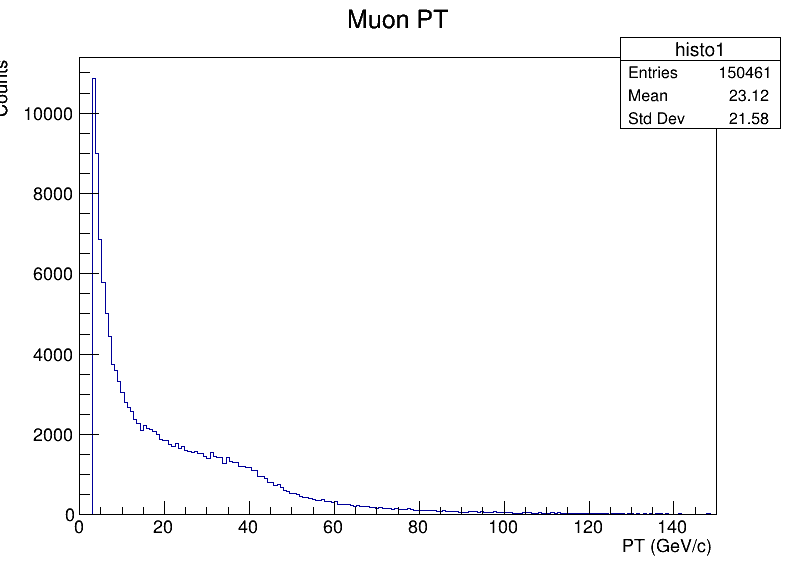 Muon PT
histo1
Entries 150461
Mean 23.12
Std Dev 21.58
Counts
10000
8000
6000
4000
2000
0
0 20 40 60 80 100 120 140
PT (GeV/c)